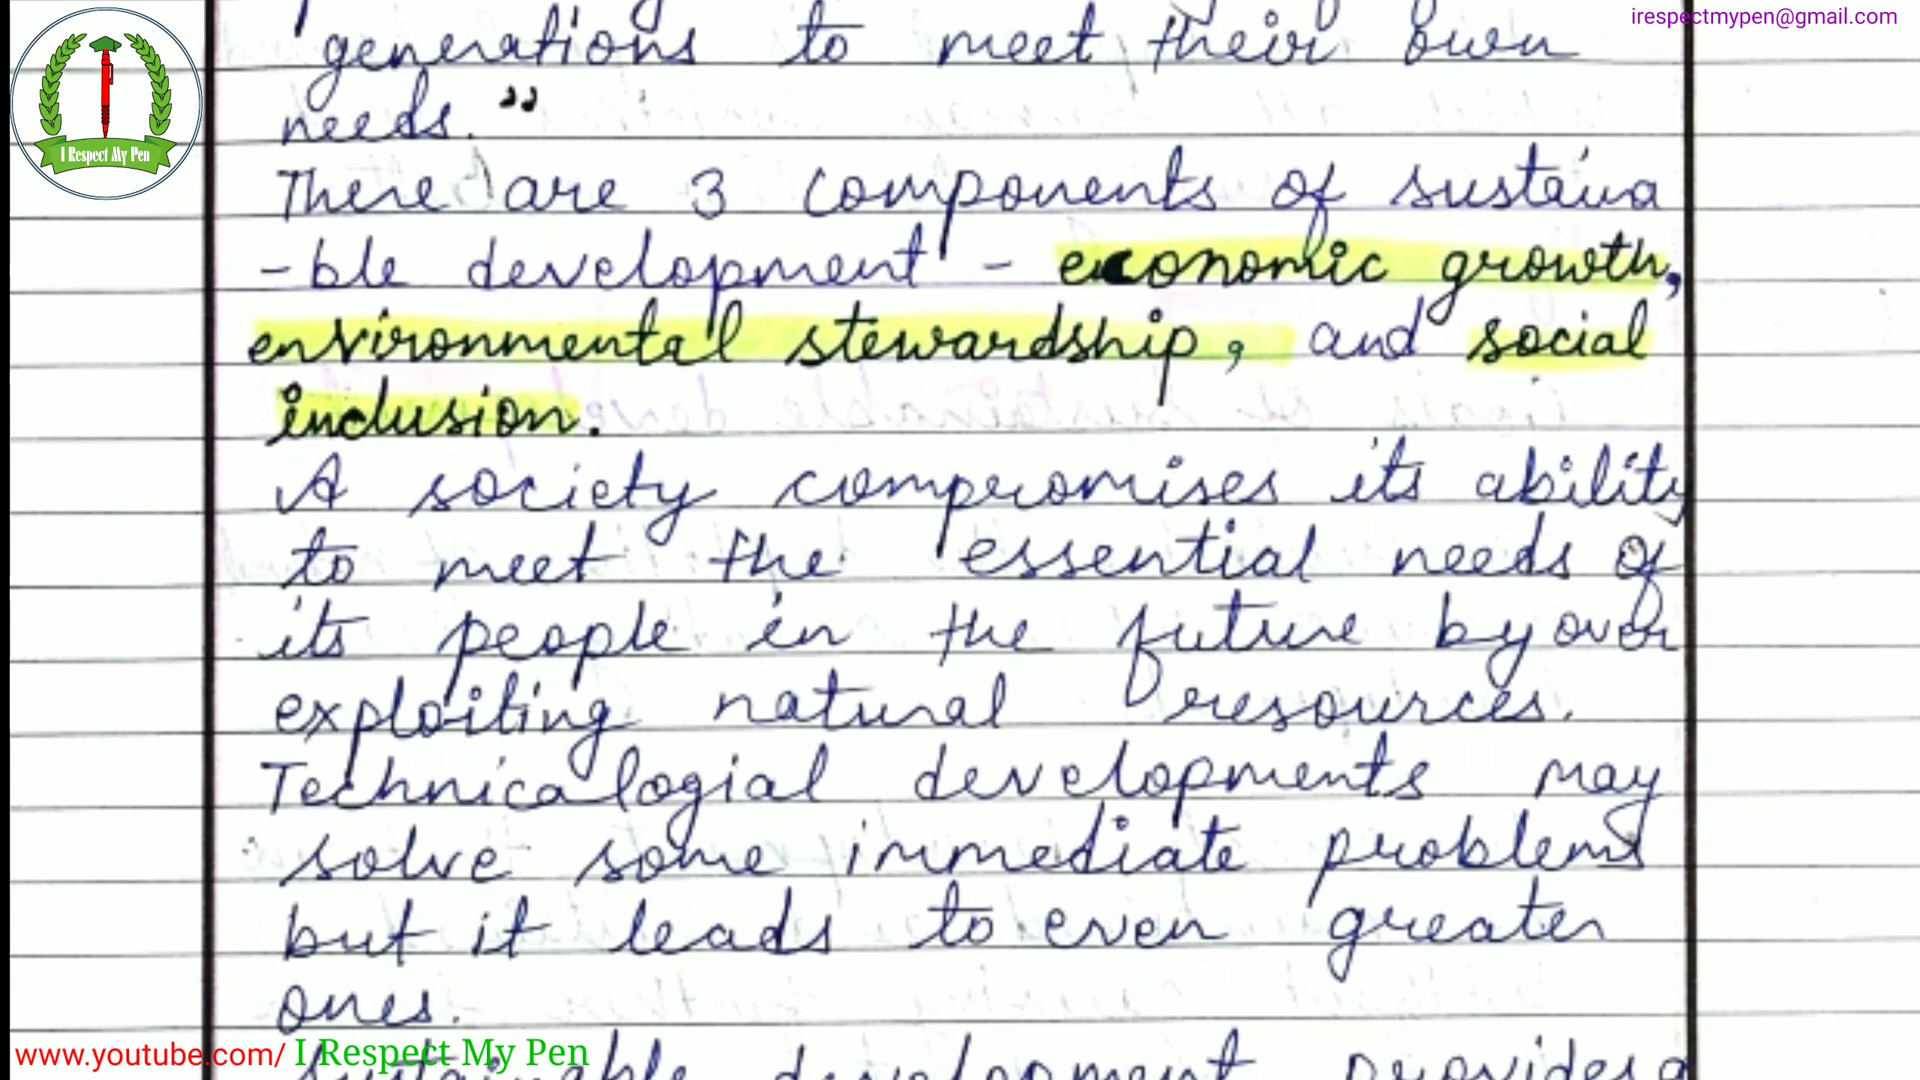 irespectmypen@gmail.com
I Respect My Pen
generations to meet their own
needs."
There are 3 components of sustaina
-ble development - economic growth,
environmental stewardship, and social
inclusion.
A society compromises its ability
to meet the essential needs of
its people in the future by over
exploiting natural resources.
Technicalogial developments may
solve some immediate problems
but it leads to even greater
ones.
www.youtube.com/ I Respect My Pen
sustainable development provides a